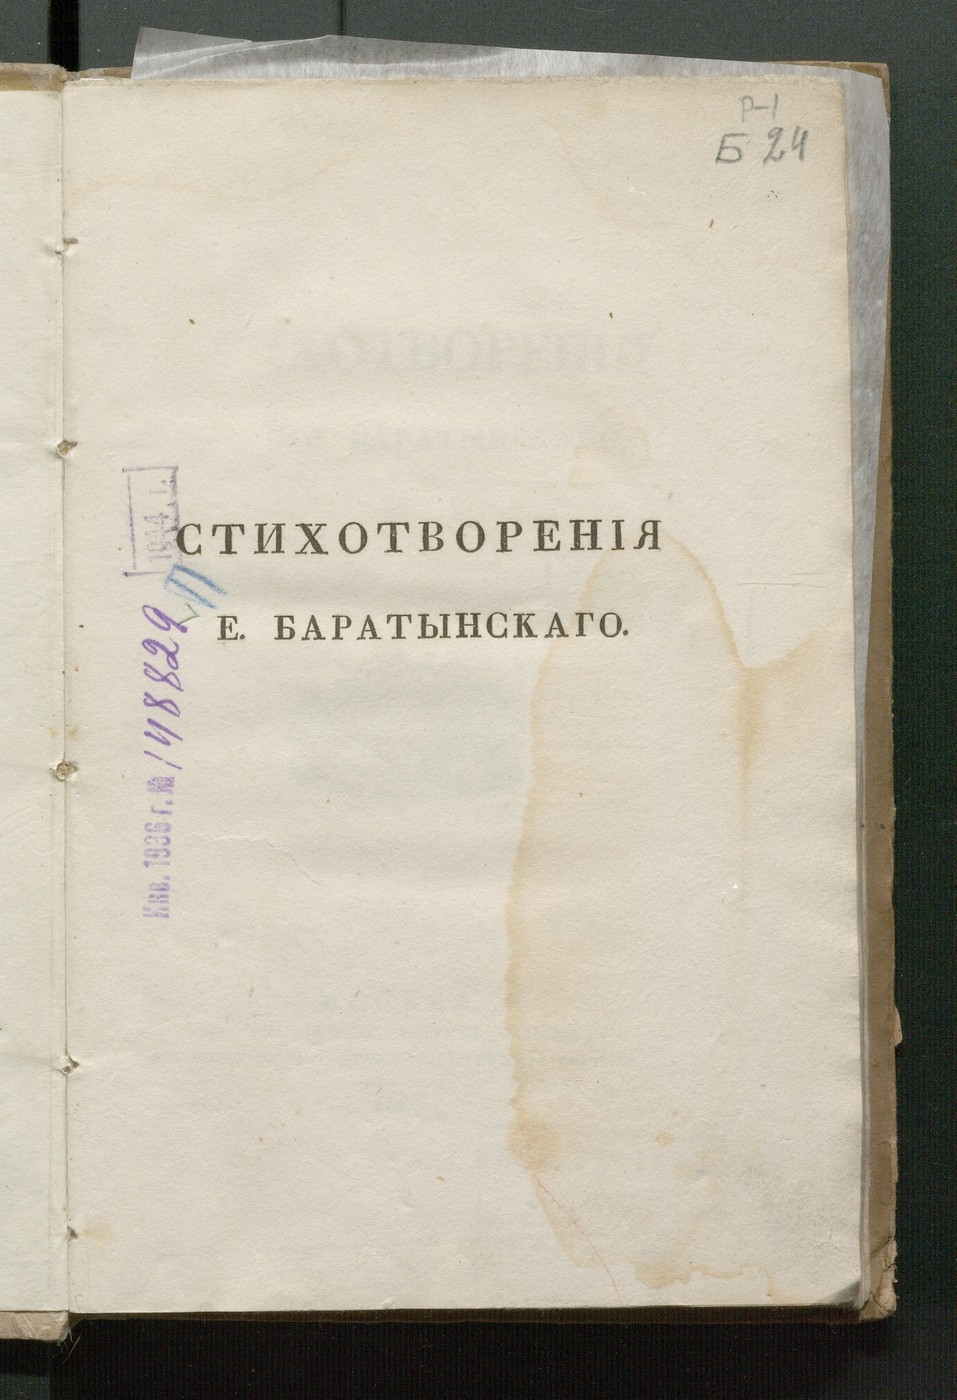 Р-1
Б 24
СТИХОТВОРЕНІЯ
Е. БАРАТЫНСКАГО.
1944 г.
П
Инв. 1936 г. № 148829